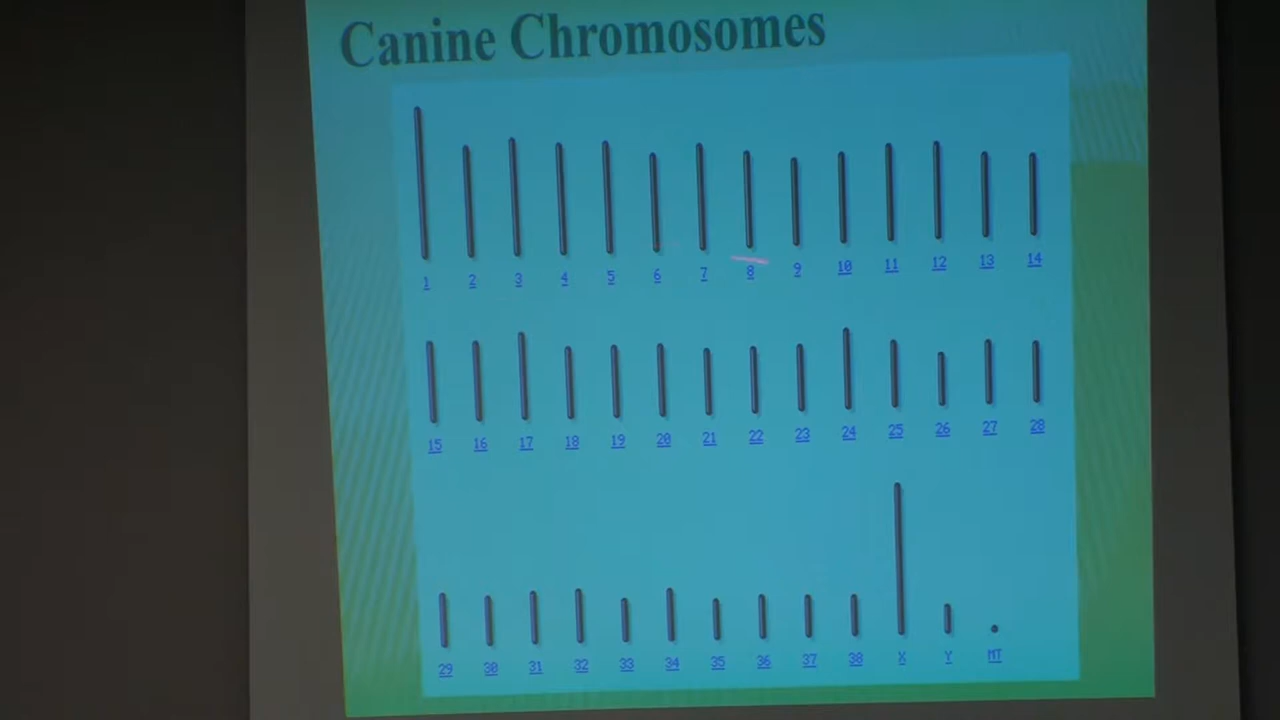 Canine Chromosomes
1 2 3 4 5 6 7 8 9 10 11 12 13 14
15 16 17 18 19 20 21 22 23 24 25 26 27 28
29 30 31 32 33 34 35 36 37 38 X Y MT